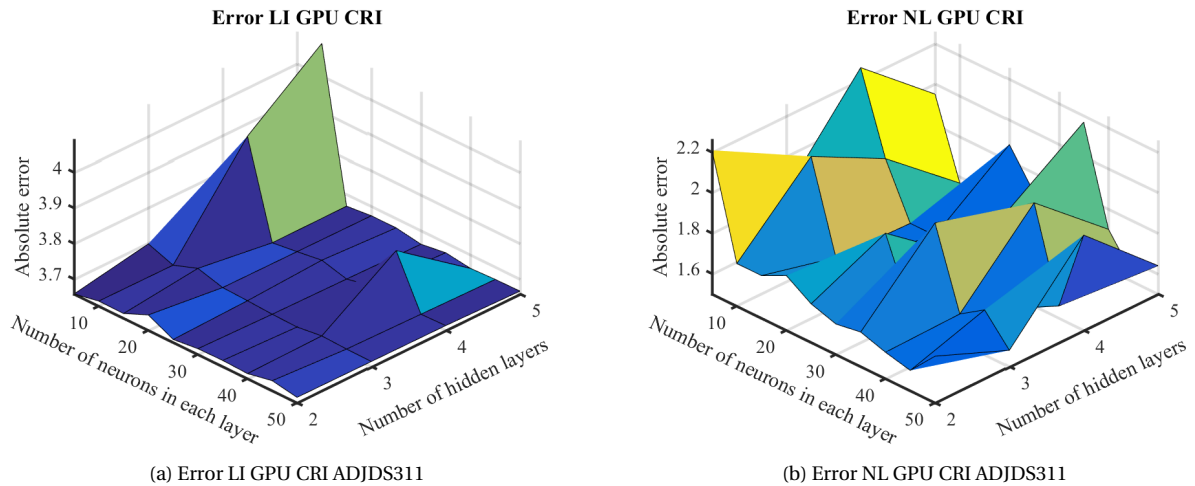 Error LI GPU CRI
Absolute error
4
3.9
3.8
3.7
10
20
30
40
50
Number of neurons in each layer
2
3
4
5
Number of hidden layers
(a) Error LI GPU CRI ADJDS311
Error NL GPU CRI
Absolute error
2.2
2
1.8
1.6
10
20
30
40
50
Number of neurons in each layer
2
3
4
5
Number of hidden layers
(b) Error NL GPU CRI ADJDS311